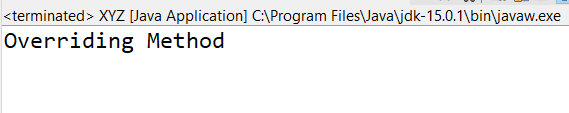 <terminated> XYZ [Java Application] C:\Program Files\Java\jdk-15.0.1\bin\javaw.exe
Overriding Method